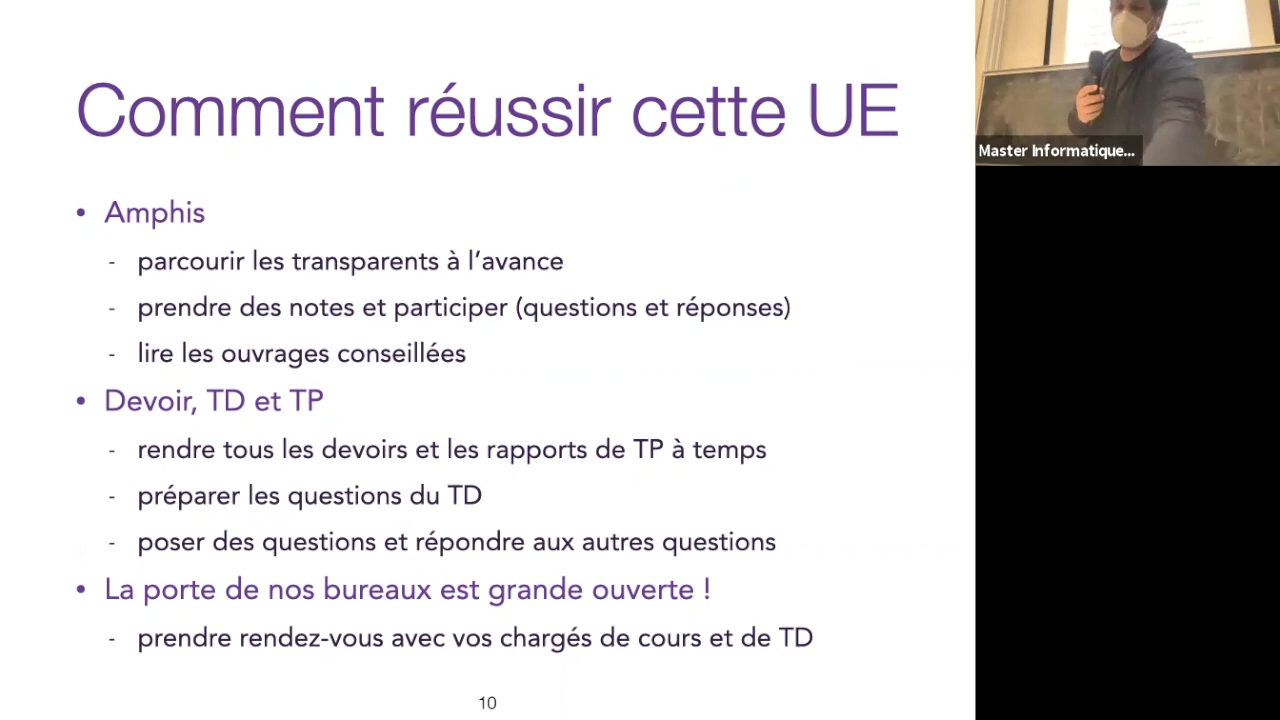 Comment réussir cette UE
• Amphis
- parcourir les transparents à l’avance
- prendre des notes et participer (questions et réponses)
- lire les ouvrages conseillées
• Devoir, TD et TP
- rendre tous les devoirs et les rapports de TP à temps
- préparer les questions du TD
- poser des questions et répondre aux autres questions
• La porte de nos bureaux est grande ouverte !
- prendre rendez-vous avec vos chargés de cours et de TD
10
Master Informatique...